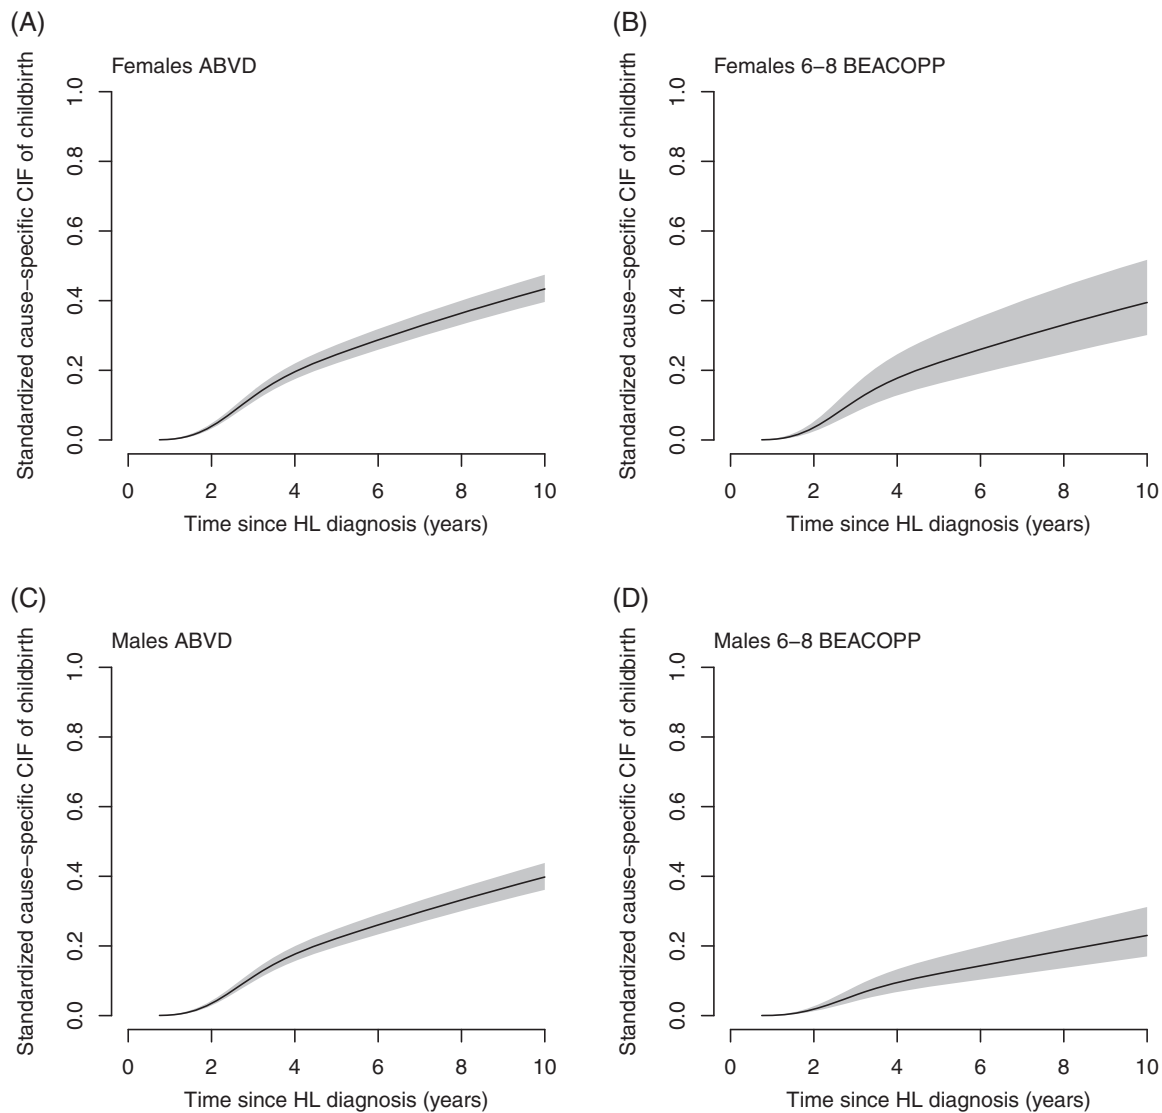 (A)
Females ABVD
Standardized cause–specific CIF of childbirth
0.0 0.2 0.4 0.6 0.8 1.0
0 2 4 6 8 10
Time since HL diagnosis (years)
(B)
Females 6–8 BEACOPP
Standardized cause–specific CIF of childbirth
0.0 0.2 0.4 0.6 0.8 1.0
0 2 4 6 8 10
Time since HL diagnosis (years)
(C)
Males ABVD
Standardized cause–specific CIF of childbirth
0.0 0.2 0.4 0.6 0.8 1.0
0 2 4 6 8 10
Time since HL diagnosis (years)
(D)
Males 6–8 BEACOPP
Standardized cause–specific CIF of childbirth
0.0 0.2 0.4 0.6 0.8 1.0
0 2 4 6 8 10
Time since HL diagnosis (years)